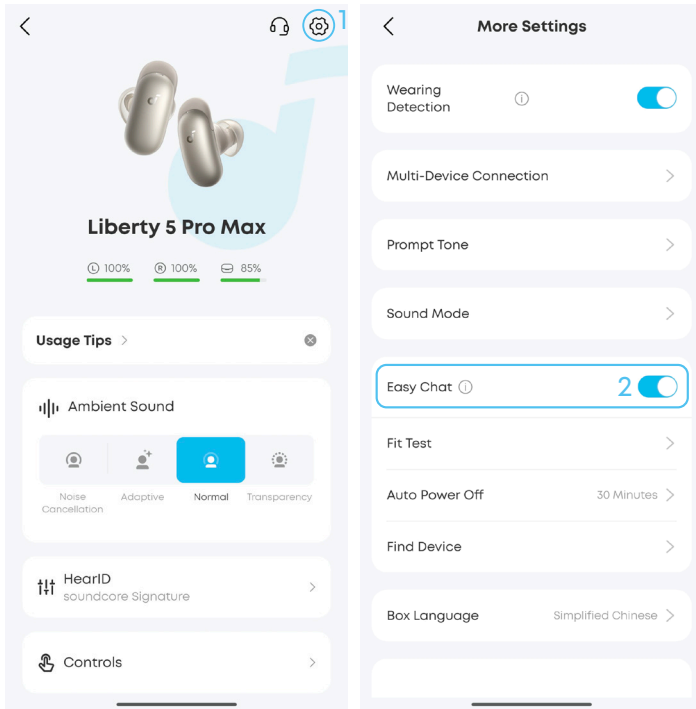 1
Liberty 5 Pro Max
L 100%
R 100%
85%
Usage Tips
Ambient Sound
Noise
Cancellation
Adaptive
Normal
Transparency
HearID
soundcore Signature
Controls
More Settings
Wearing
Detection
Multi-Device Connection
Prompt Tone
Sound Mode
Easy Chat
2
Fit Test
Auto Power Off
30 Minutes
Find Device
Box Language
Simplified Chinese